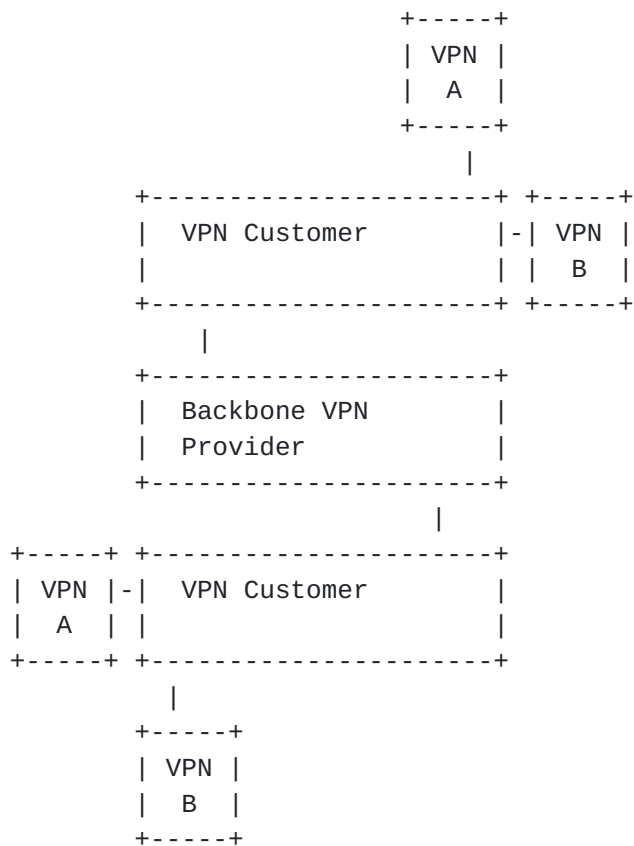 VPN
A
VPN Customer
VPN
B
Backbone VPN
Provider
VPN
A
VPN Customer
VPN
B